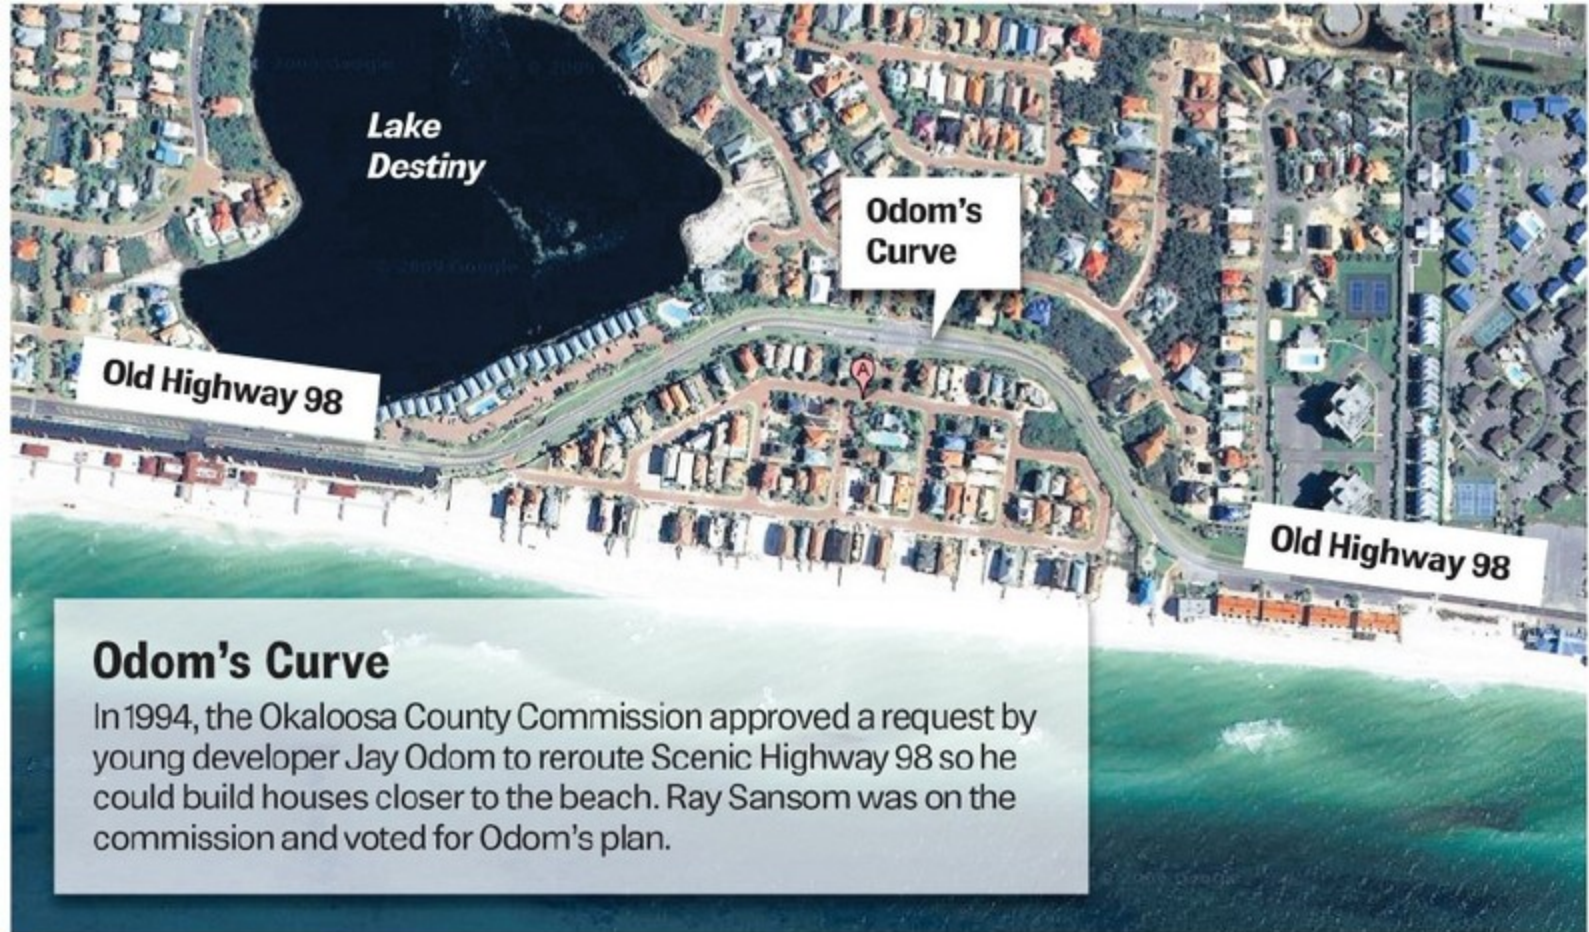 Lake
Destiny
Odom's
Curve
A
Old Highway 98
Old Highway 98
Odom's Curve
In 1994, the Okaloosa County Commission approved a request by
young developer Jay Odom to reroute Scenic Highway 98 so he
could build houses closer to the beach. Ray Sansom was on the
commission and voted for Odom's plan.